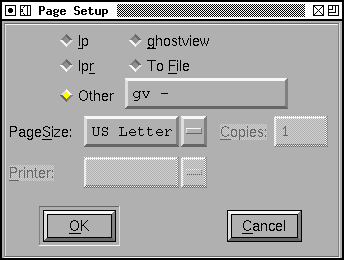 Page Setup
lp ghostview
lpr To File
Other gv -
PageSize: US Letter Copies: 1
Printer:
OK Cancel